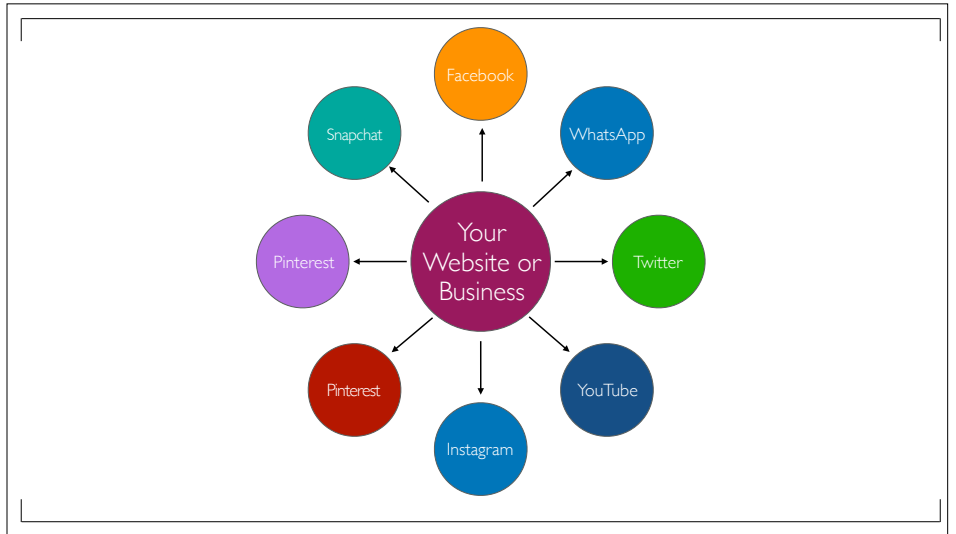 Facebook
Snapchat
WhatsApp
Your
Website or
Business
Pinterest
Twitter
Pinterest
YouTube
Instagram